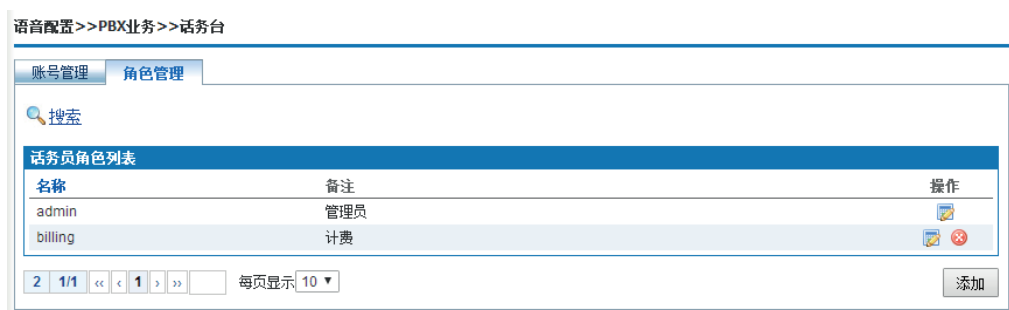 语音配置>>PBX业务>>话务台
账号管理 角色管理
搜索
话务员角色列表
名称 备注 操作
admin 管理员
billing 计费
2 1/1 ‹‹ ‹ 1 › ›› 每页显示 10 ▼ 添加